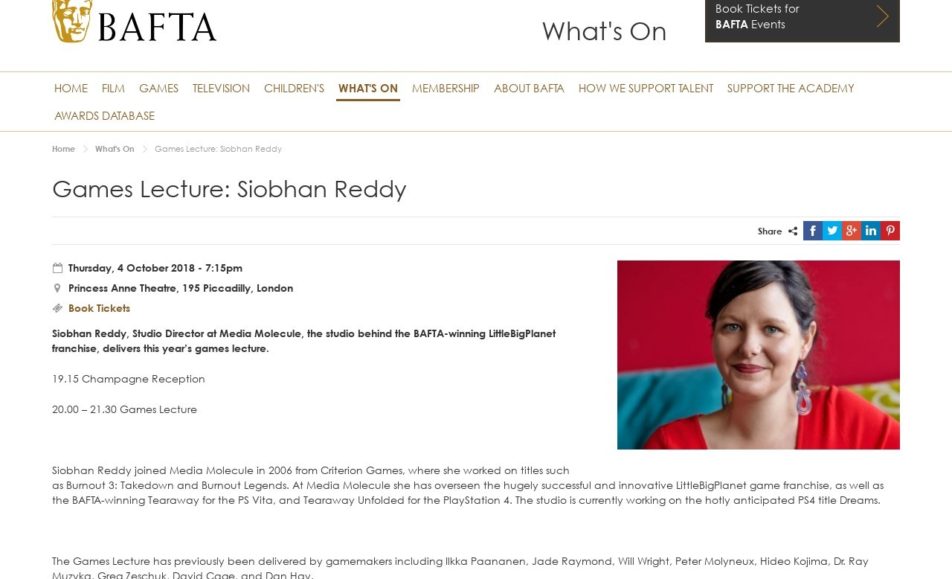 BAFTA
What's On
Book Tickets for
BAFTA Events
HOME FILM GAMES TELEVISION CHILDREN'S WHAT'S ON MEMBERSHIP ABOUT BAFTA HOW WE SUPPORT TALENT SUPPORT THE ACADEMY
AWARDS DATABASE
Home What's On Games Lecture: Siobhan Reddy
Games Lecture: Siobhan Reddy
Share
Thursday, 4 October 2018 - 7:15pm
Princess Anne Theatre, 195 Piccadilly, London
Book Tickets
Siobhan Reddy, Studio Director at Media Molecule, the studio behind the BAFTA-winning LittleBigPlanet
franchise, delivers this year's games lecture.
19.15 Champagne Reception
20.00 – 21.30 Games Lecture
Siobhan Reddy joined Media Molecule in 2006 from Criterion Games, where she worked on titles such
as Burnout 3: Takedown and Burnout Legends. At Media Molecule she has overseen the hugely successful and innovative LittleBigPlanet game franchise, as well as
the BAFTA-winning Tearaway for the PS Vita, and Tearaway Unfolded for the PlayStation 4. The studio is currently working on the hotly anticipated PS4 title Dreams.
The Games Lecture has previously been delivered by gamemakers including Ilkka Paananen, Jade Raymond, Will Wright, Peter Molyneux, Hideo Kojima, Dr. Ray
Muzyka, Greg Zeschuk, David Cage, and Dan Hay.